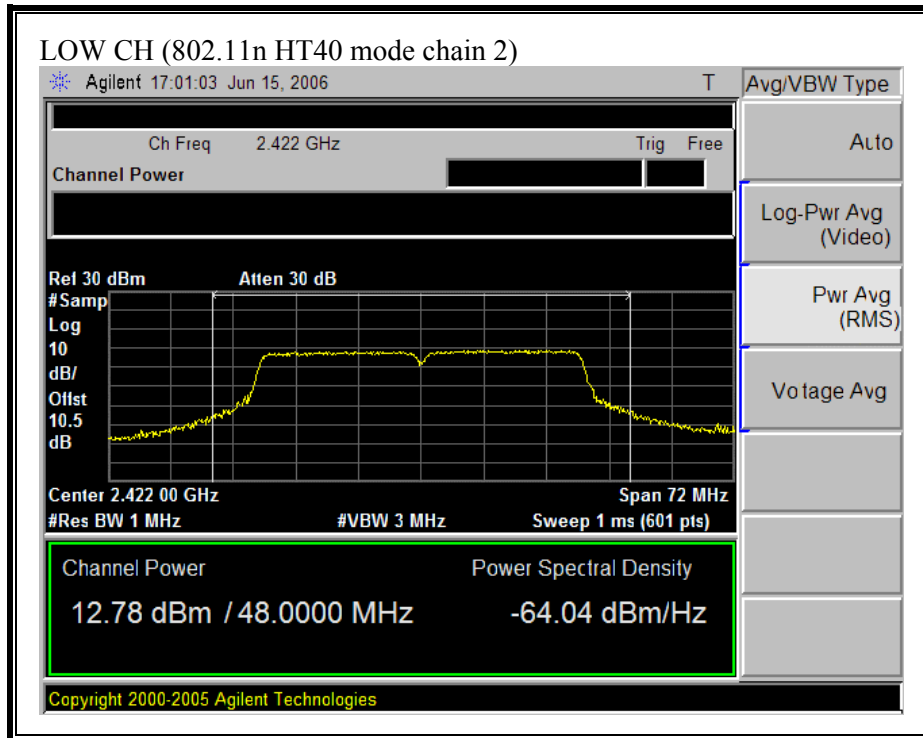 LOW CH (802.11n HT40 mode chain 2)
Agilent 17:01:03 Jun 15, 2006 T
Avg/VBW Type
Ch Freq 2.422 GHz Trig Free
Channel Power
Auto
Log-Pwr Avg
(Video)
Pwr Avg
(RMS)
Voltage Avg
Ref 30 dBm Atten 30 dB
#Samp
Log
10
dB/
Offst
10.5
dB
Center 2.422 00 GHz Span 72 MHz
#Res BW 1 MHz #VBW 3 MHz Sweep 1 ms (601 pts)
Channel Power Power Spectral Density
12.78 dBm / 48.0000 MHz -64.04 dBm/Hz
Copyright 2000-2005 Agilent Technologies